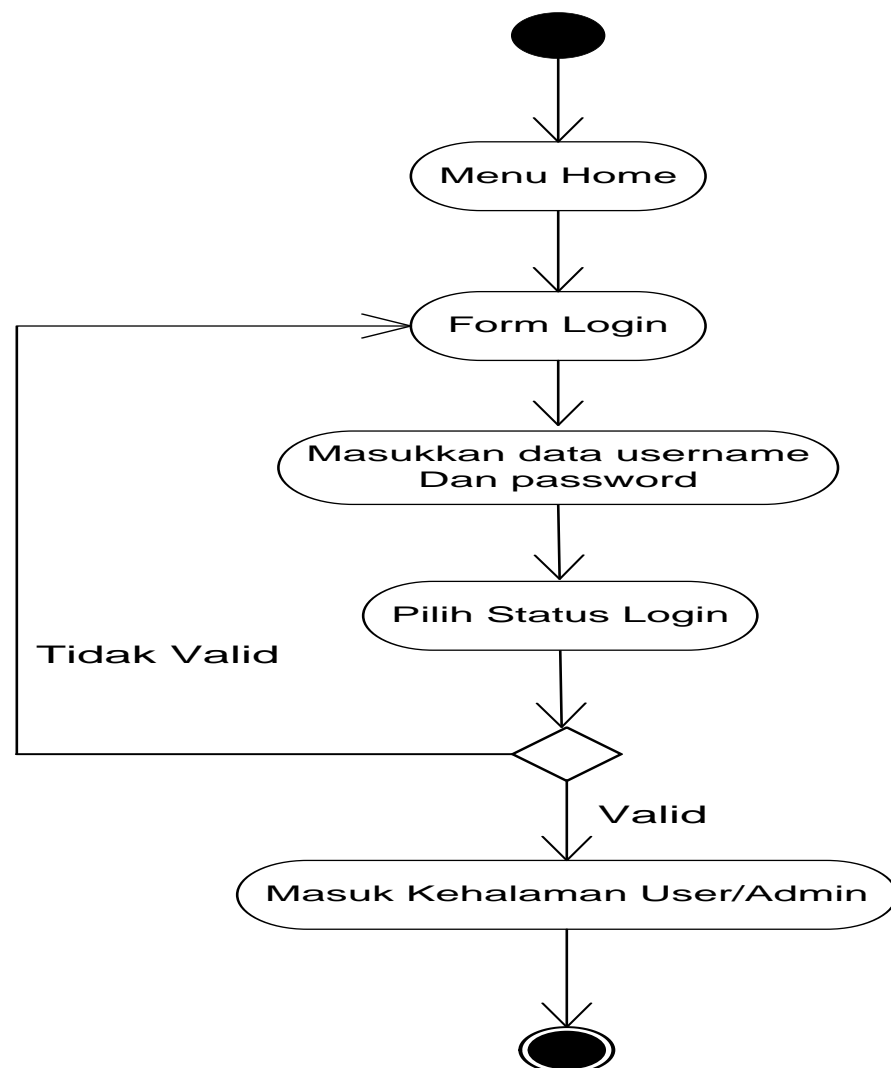 Menu Home
Form Login
Masukkan data username
Dan password
Pilih Status Login
Tidak Valid
Valid
Masuk Kehalaman User/Admin